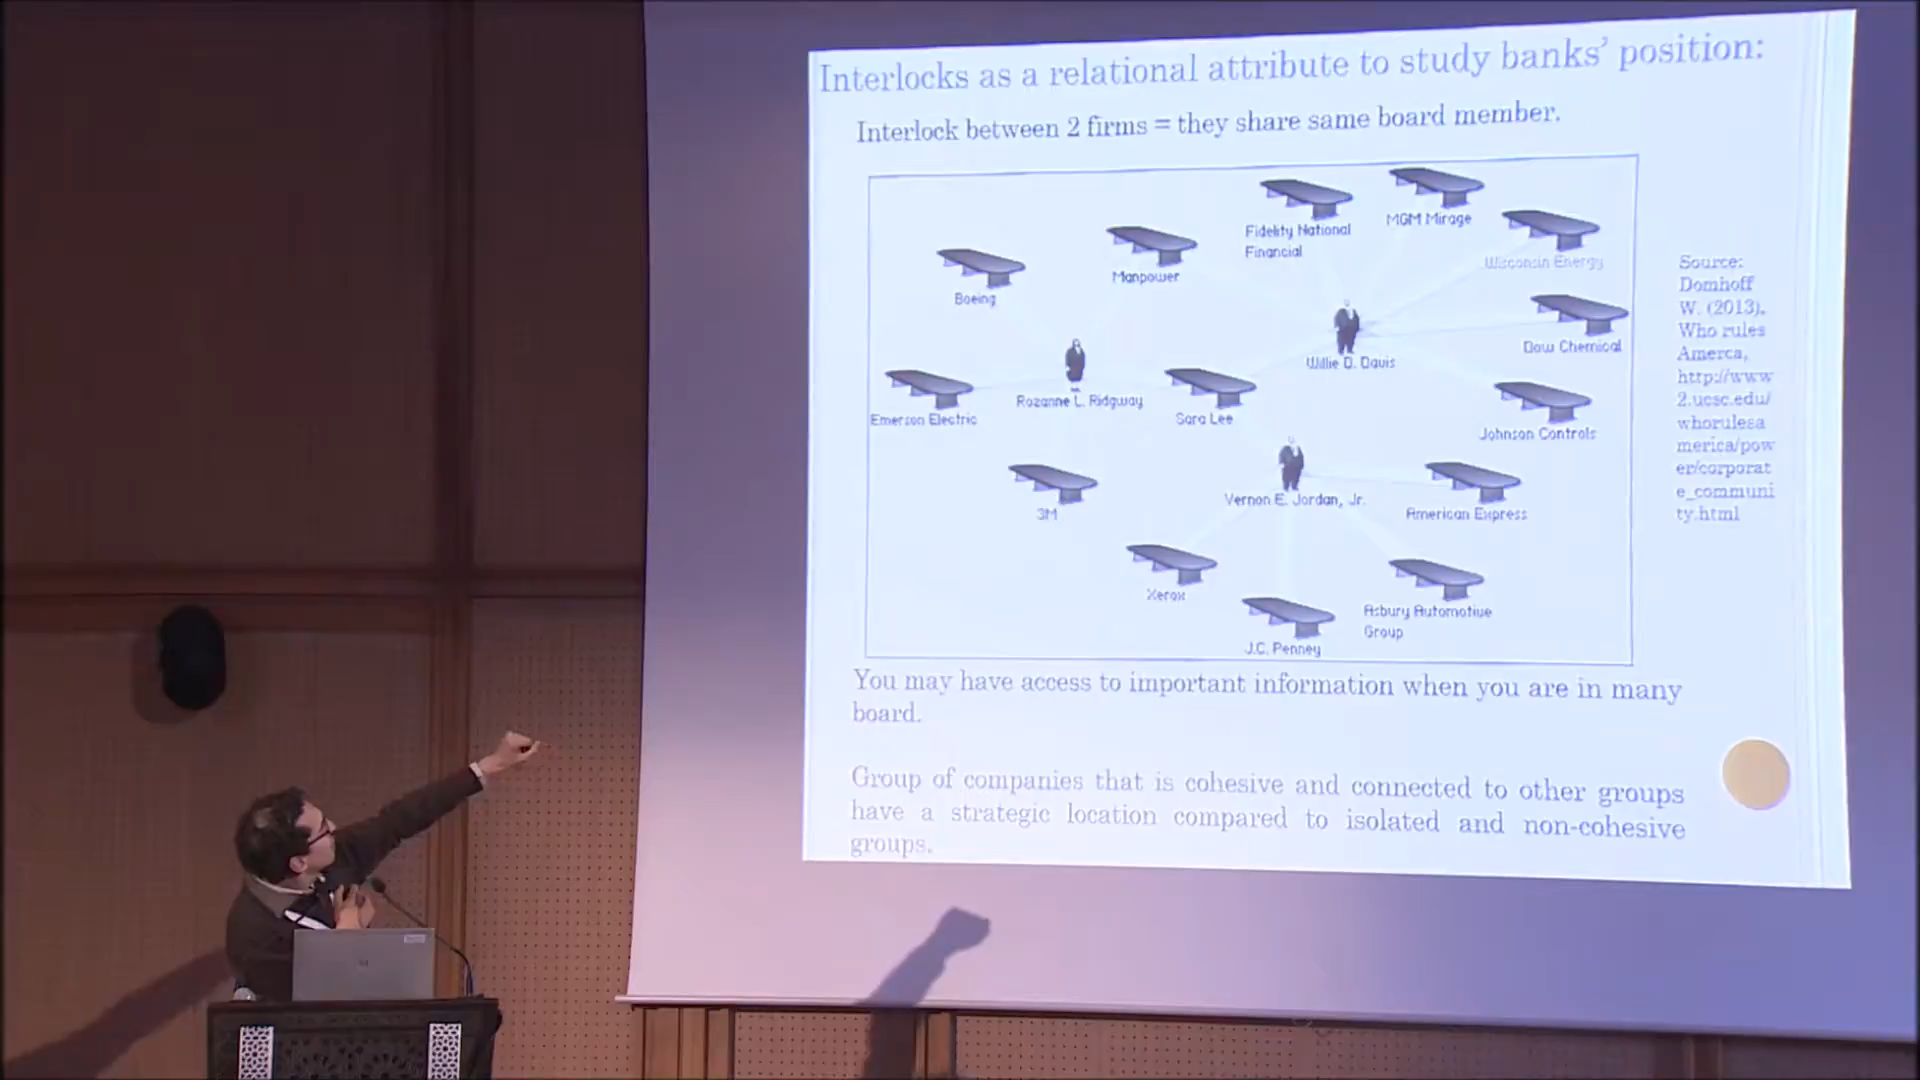 Interlocks as a relational attribute to study banks' position:
Interlock between 2 firms = they share same board member.
Fidelity National
Financial
MGM Mirage
Wisconsin Energy
Manpower
Boeing
Dow Chemical
Willie D. Davis
Rozanne L. Ridgway
Emerson Electric
Sara Lee
Johnson Controls
Vernon E. Jordan, Jr.
American Express
3M
Xerox
Asbury Automotive
Group
J.C. Penney
Source:
Domhoff
W. (2013).
Who rules
Amerca,
http://www
2.ucsc.edu/
whorulesa
merica/pow
er/corporat
e_communi
ty.html
You may have access to important information when you are in many
board.
Group of companies that is cohesive and connected to other groups
have a strategic location compared to isolated and non-cohesive
groups.